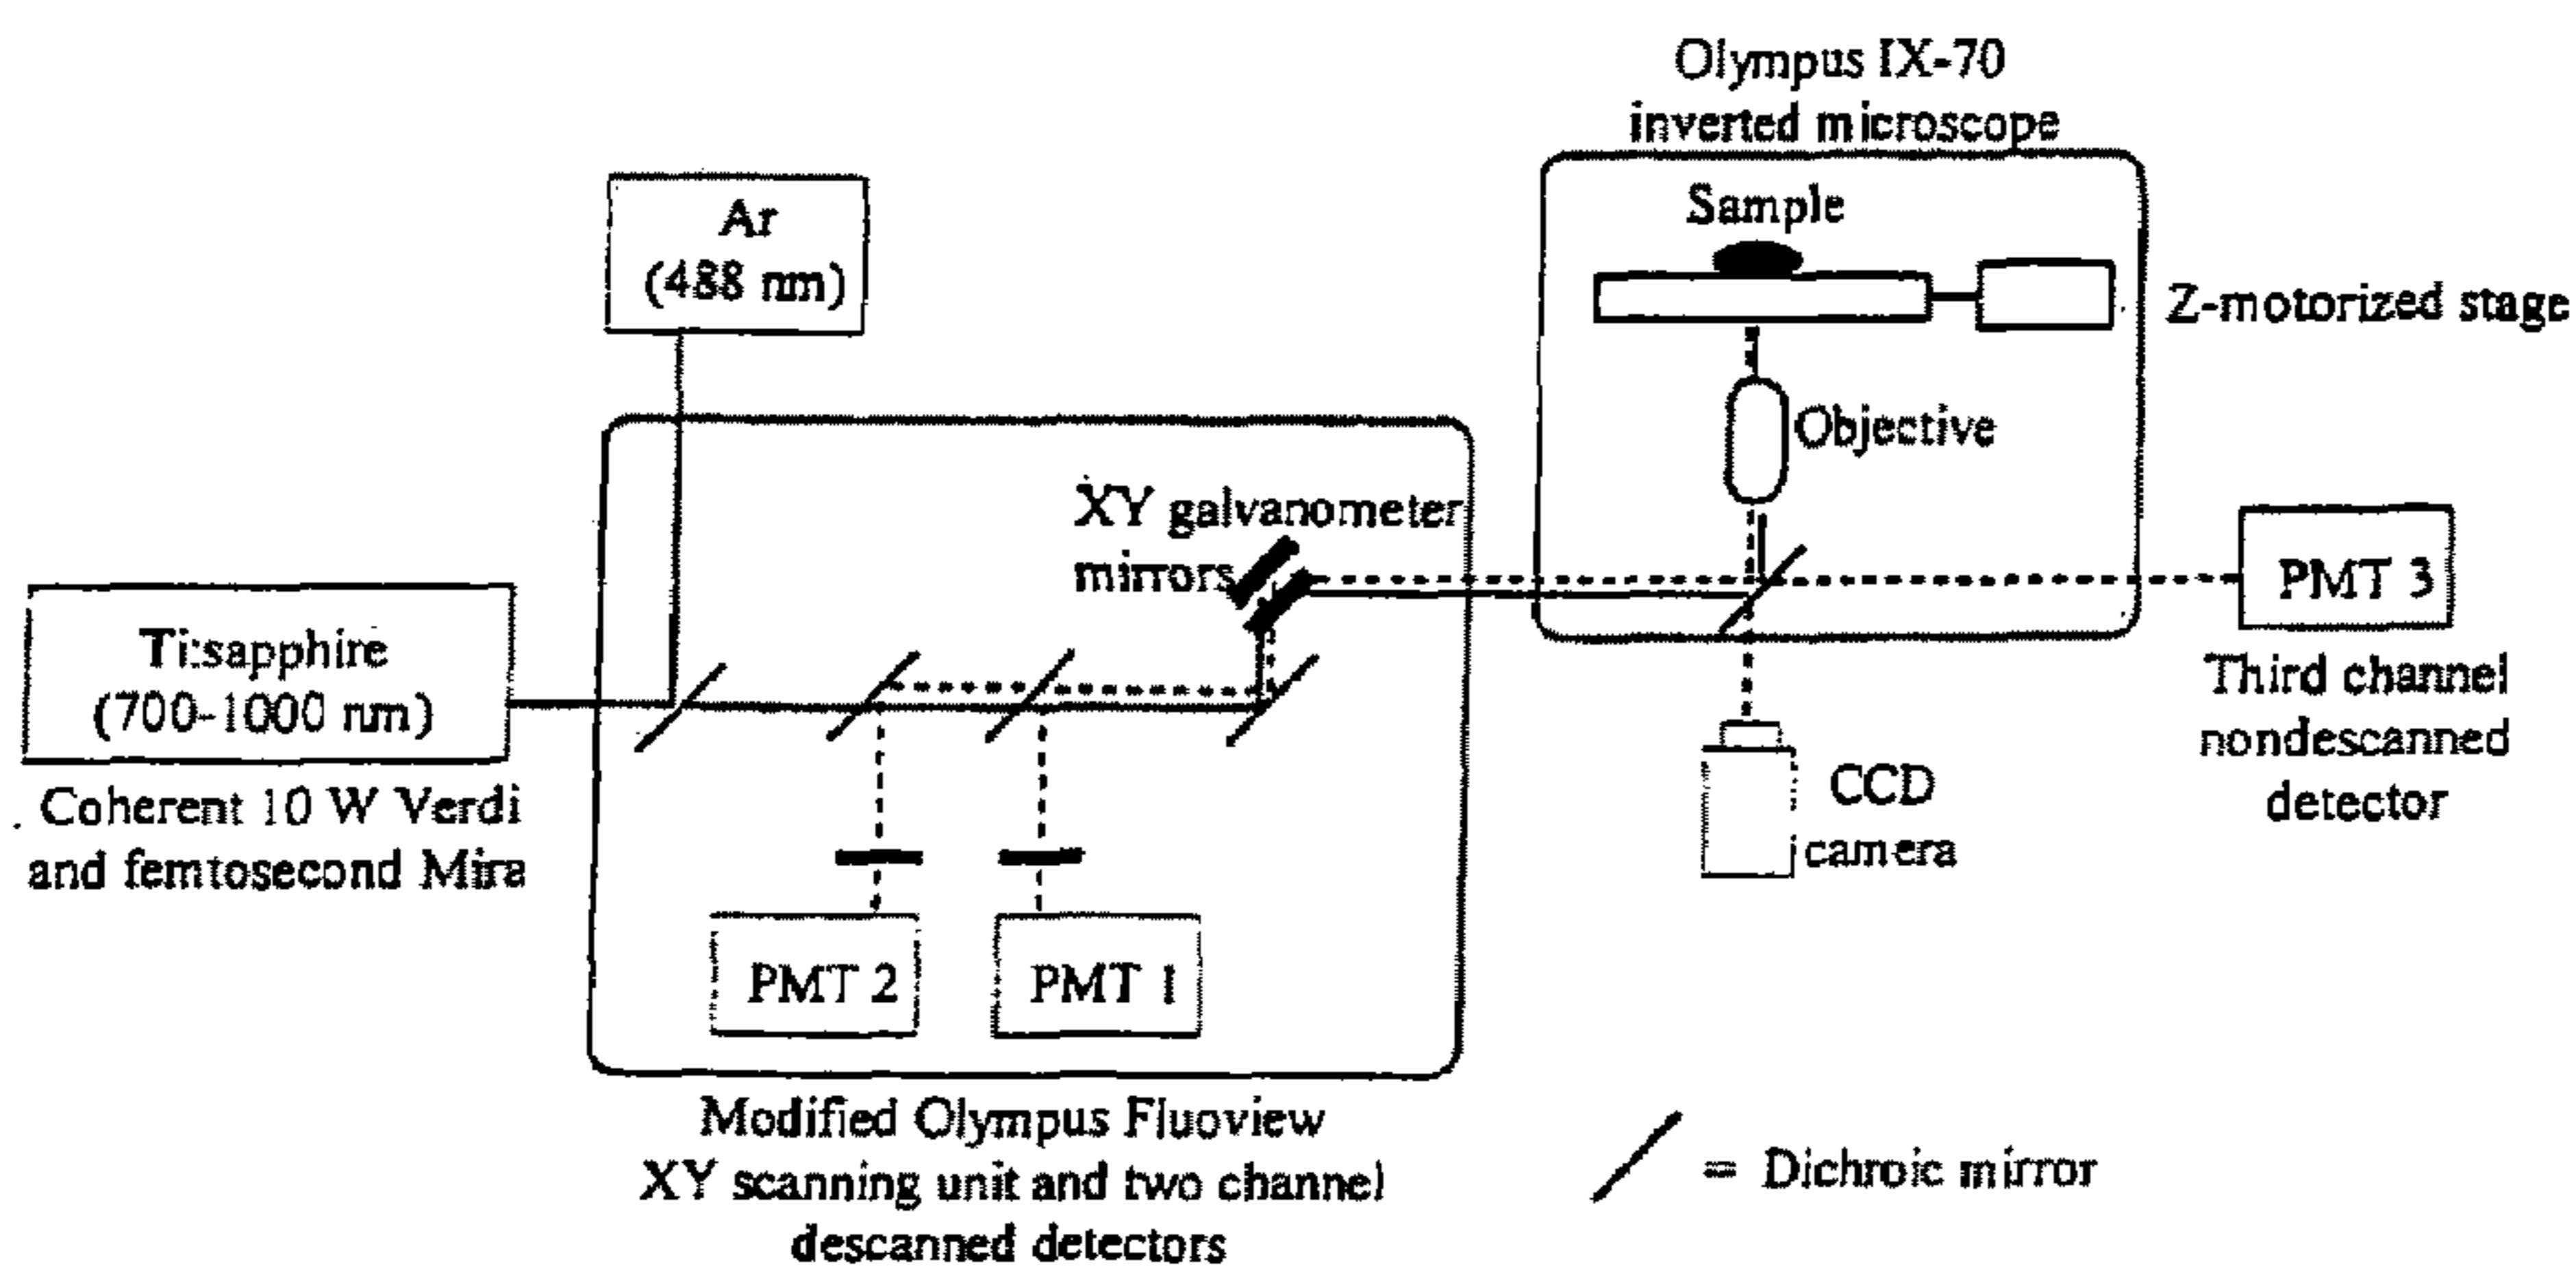 Olympus IX-70
inverted microscope
Ar
(488 nm)
Sample
Z-motorized stage
Objective
XY galvanometer
mirrors
Ti:sapphire
(700-1000 nm)
PMT 3
Coherent 10 W Verdi
and femtosecond Mira
Third channel
nondescanned
detector
CCD
camera
PMT 2
PMT 1
Modified Olympus Fluoview
XY scanning unit and two channel
descanned detectors
= Dichroic mirror